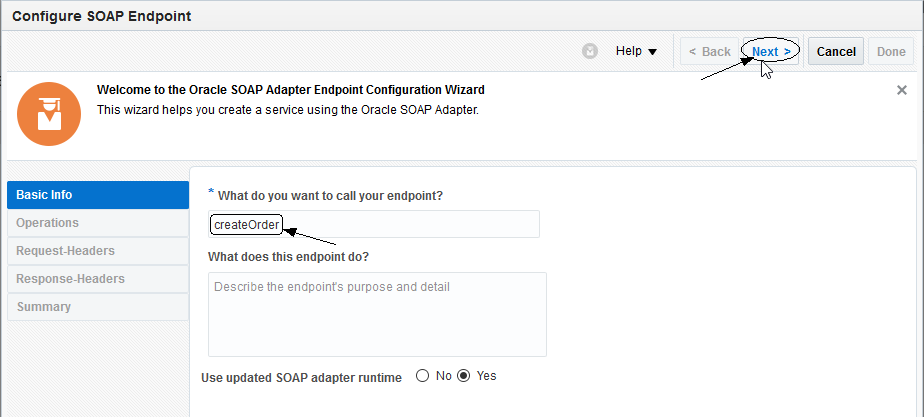 Configure SOAP Endpoint
Help < Back Next > Cancel Done
Welcome to the Oracle SOAP Adapter Endpoint Configuration Wizard
This wizard helps you create a service using the Oracle SOAP Adapter.
Basic Info
Operations
Request-Headers
Response-Headers
Summary
* What do you want to call your endpoint?
createOrder
What does this endpoint do?
Describe the endpoint's purpose and detail
Use updated SOAP adapter runtime No Yes